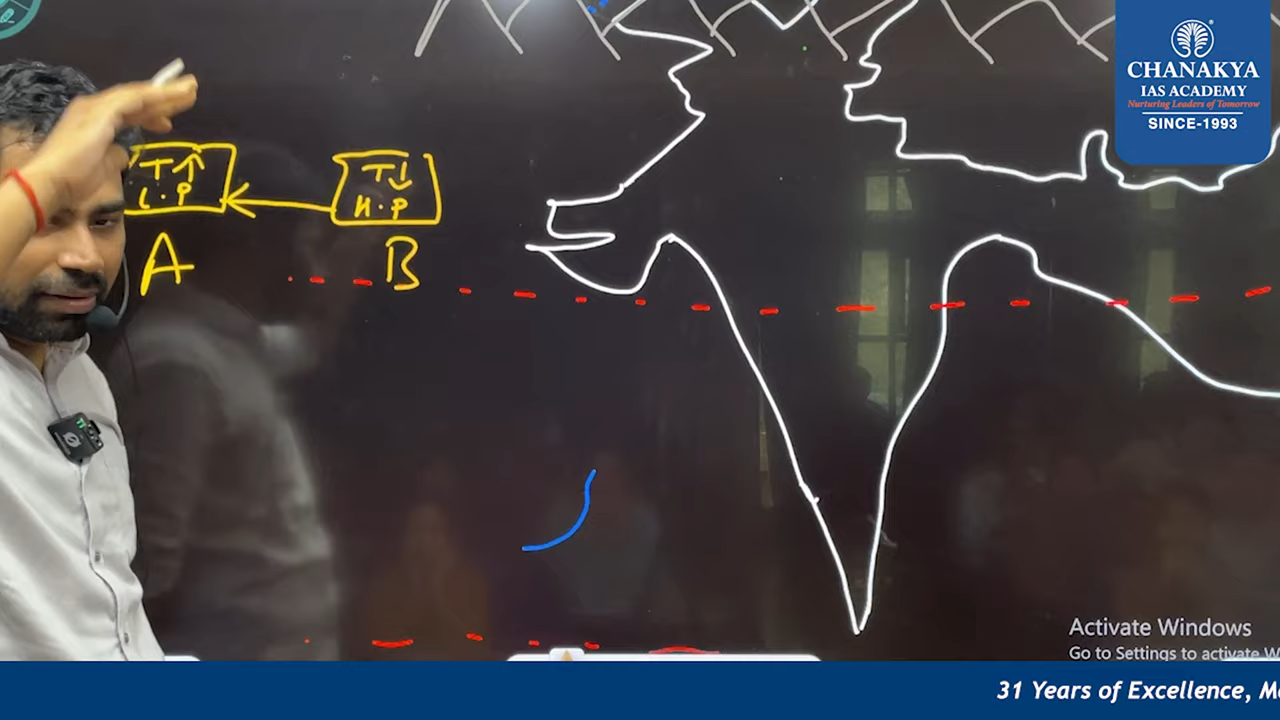 CHANAKYA
IAS ACADEMY
Nurturing Leaders of Tomorrow
SINCE-1993
T↑
L.P
T↓
H.P
A
B
Activate Windows
Go to Settings to activate W
31 Years of Excellence, M